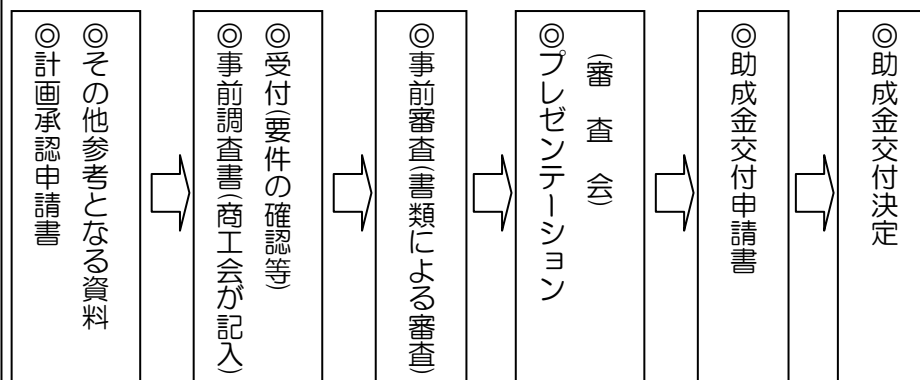 ◎その他参考となる資料
◎計画承認申請書
◎受付(要件の確認等)
◎事前調査書(商工会が記入)
◎事前審査(書類による審査)
(審査会)
◎プレゼンテーション
◎助成金交付申請書
◎助成金交付決定